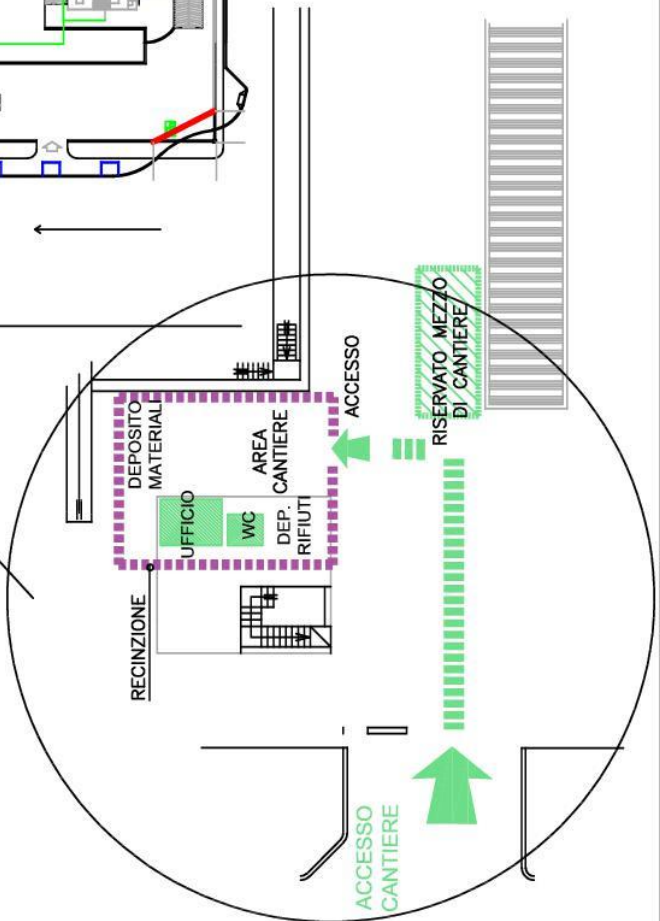 DEPOSITO
MATERIALI
AREA
CANTIERE
UFFICIO
WC
DEP.
RIFIUTI
RECINZIONE
ACCESSO
RISERVATO MEZZO
DI CANTIERE
ACCESSO
CANTIERE